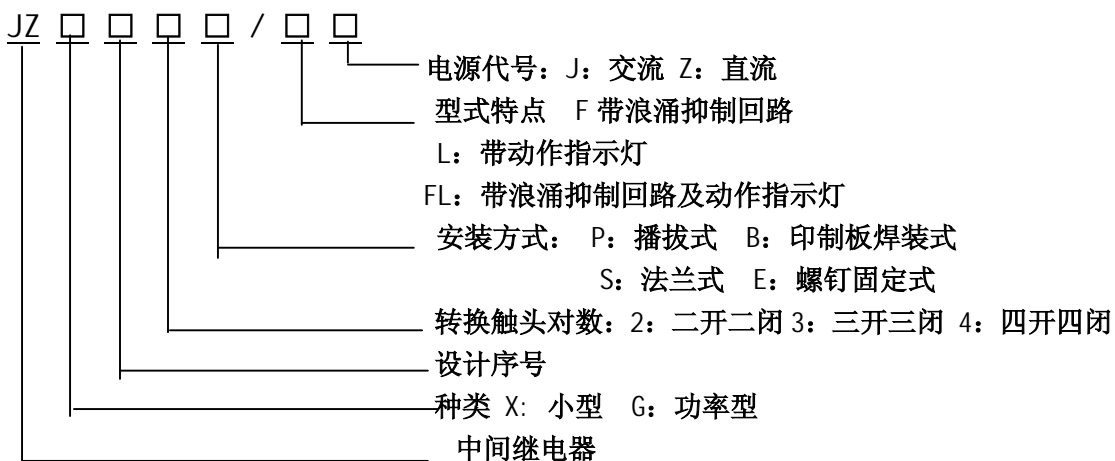 JZ □ □ □ □ / □ □
电源代号：J：交流 Z：直流
型式特点 F 带浪涌抑制回路
L：带动作指示灯
FL：带浪涌抑制回路及动作指示灯
安装方式： P：播拔式 B：印制板焊装式
S：法兰式 E：螺钉固定式
转换触头对数：2：二开二闭 3：三开三闭 4：四开四闭
设计序号
种类 X: 小型 G：功率型
中间继电器